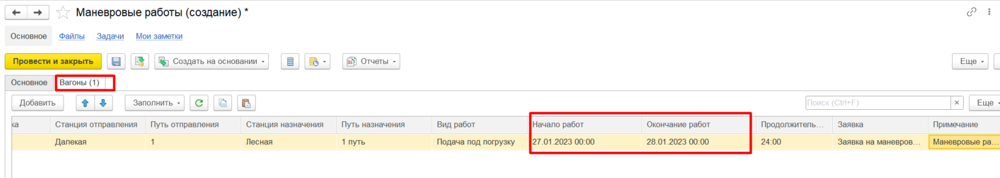 Маневровые работы (создание) *
Основное Файлы Задачи Мои заметки
Провести и закрыть Создать на основании Отчеты Еще
Основное Вагоны (1)
Добавить Заполнить Поиск (Ctrl+F) × Еще
ка Станция отправления Путь отправления Станция назначения Путь назначения Вид работ Начало работ Окончание работ Продолжитель... Заявка Примечание
Далекая 1 Лесная 1 путь Подача под погрузку 27.01.2023 00:00 28.01.2023 00:00 24:00 Заявка на маневров... Маневровые ра...